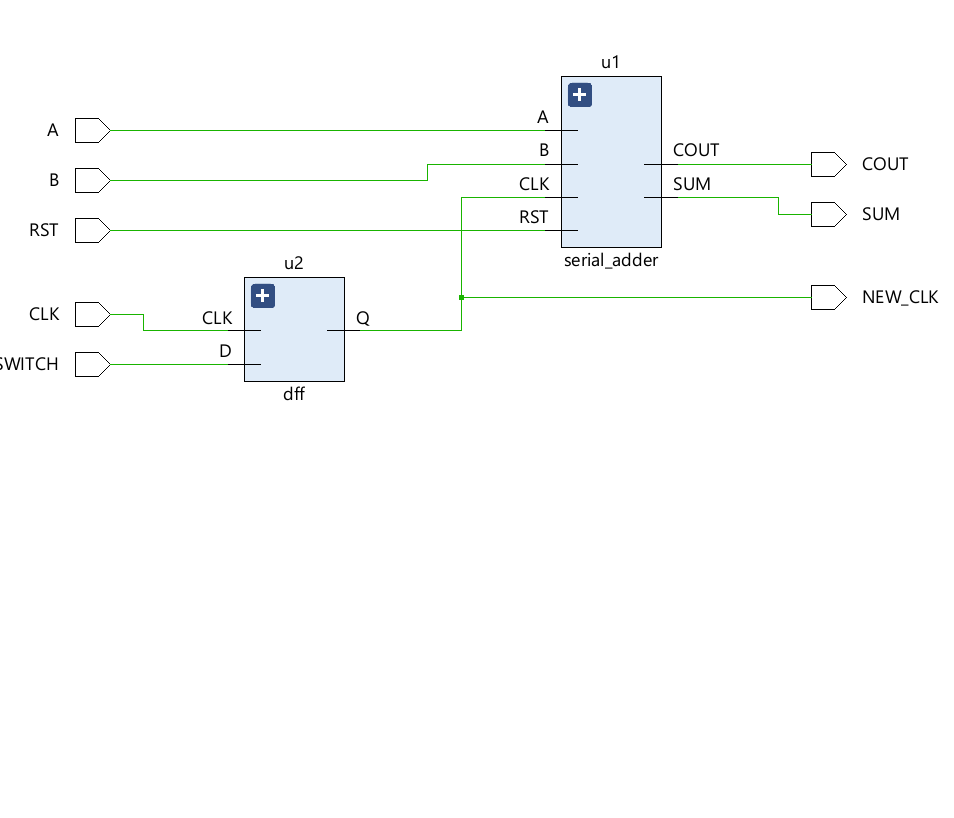 u1
A
A
B
COUT
COUT
B
CLK
SUM
SUM
RST
RST
serial_adder
u2
NEW_CLK
CLK
CLK
Q
D
SWITCH
dff